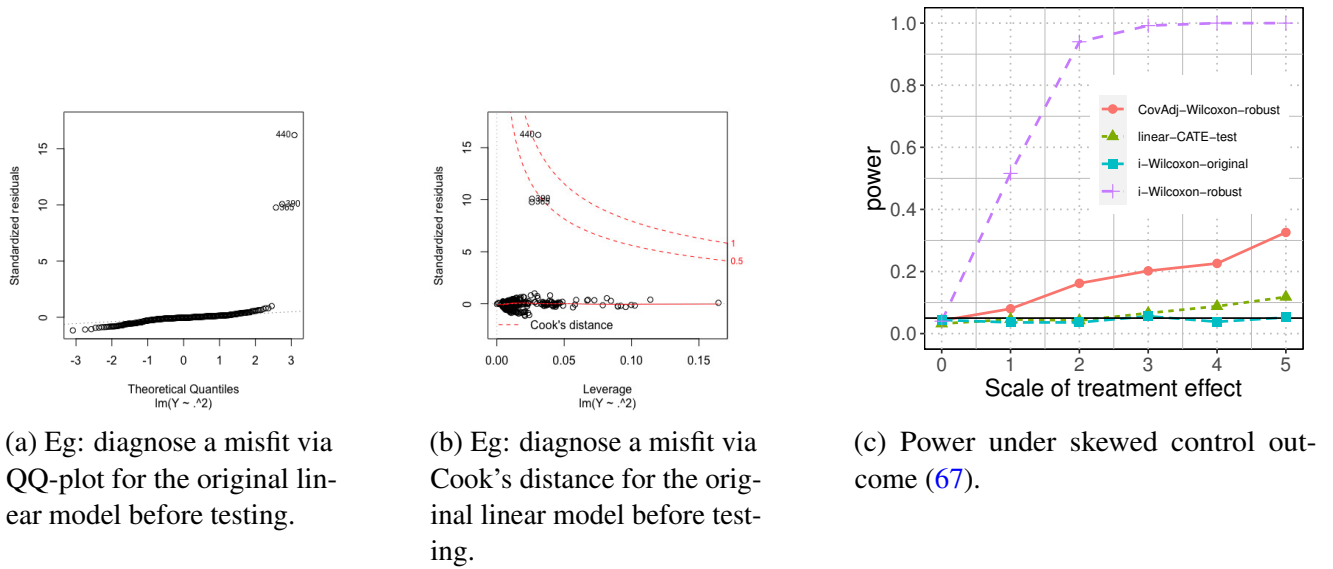 440
390
365
Standardized residuals
0
5
10
15
-3
-2
-1
0
1
2
3
Theoretical Quantiles
lm(Y ~ .^2)
(a) Eg: diagnose a misfit via
QQ-plot for the original lin-
ear model before testing.
440
390
365
1
0.5
Cook's distance
Standardized residuals
0
5
10
15
0.00
0.05
0.10
0.15
Leverage
lm(Y ~ .^2)
(b) Eg: diagnose a misfit via
Cook's distance for the orig-
inal linear model before test-
ing.
power
1.0
0.8
0.6
0.4
0.2
0.0
CovAdj-Wilcoxon-robust
linear-CATE-test
i-Wilcoxon-original
i-Wilcoxon-robust
0
1
2
3
4
5
Scale of treatment effect
(c) Power under skewed control out-
come (67).